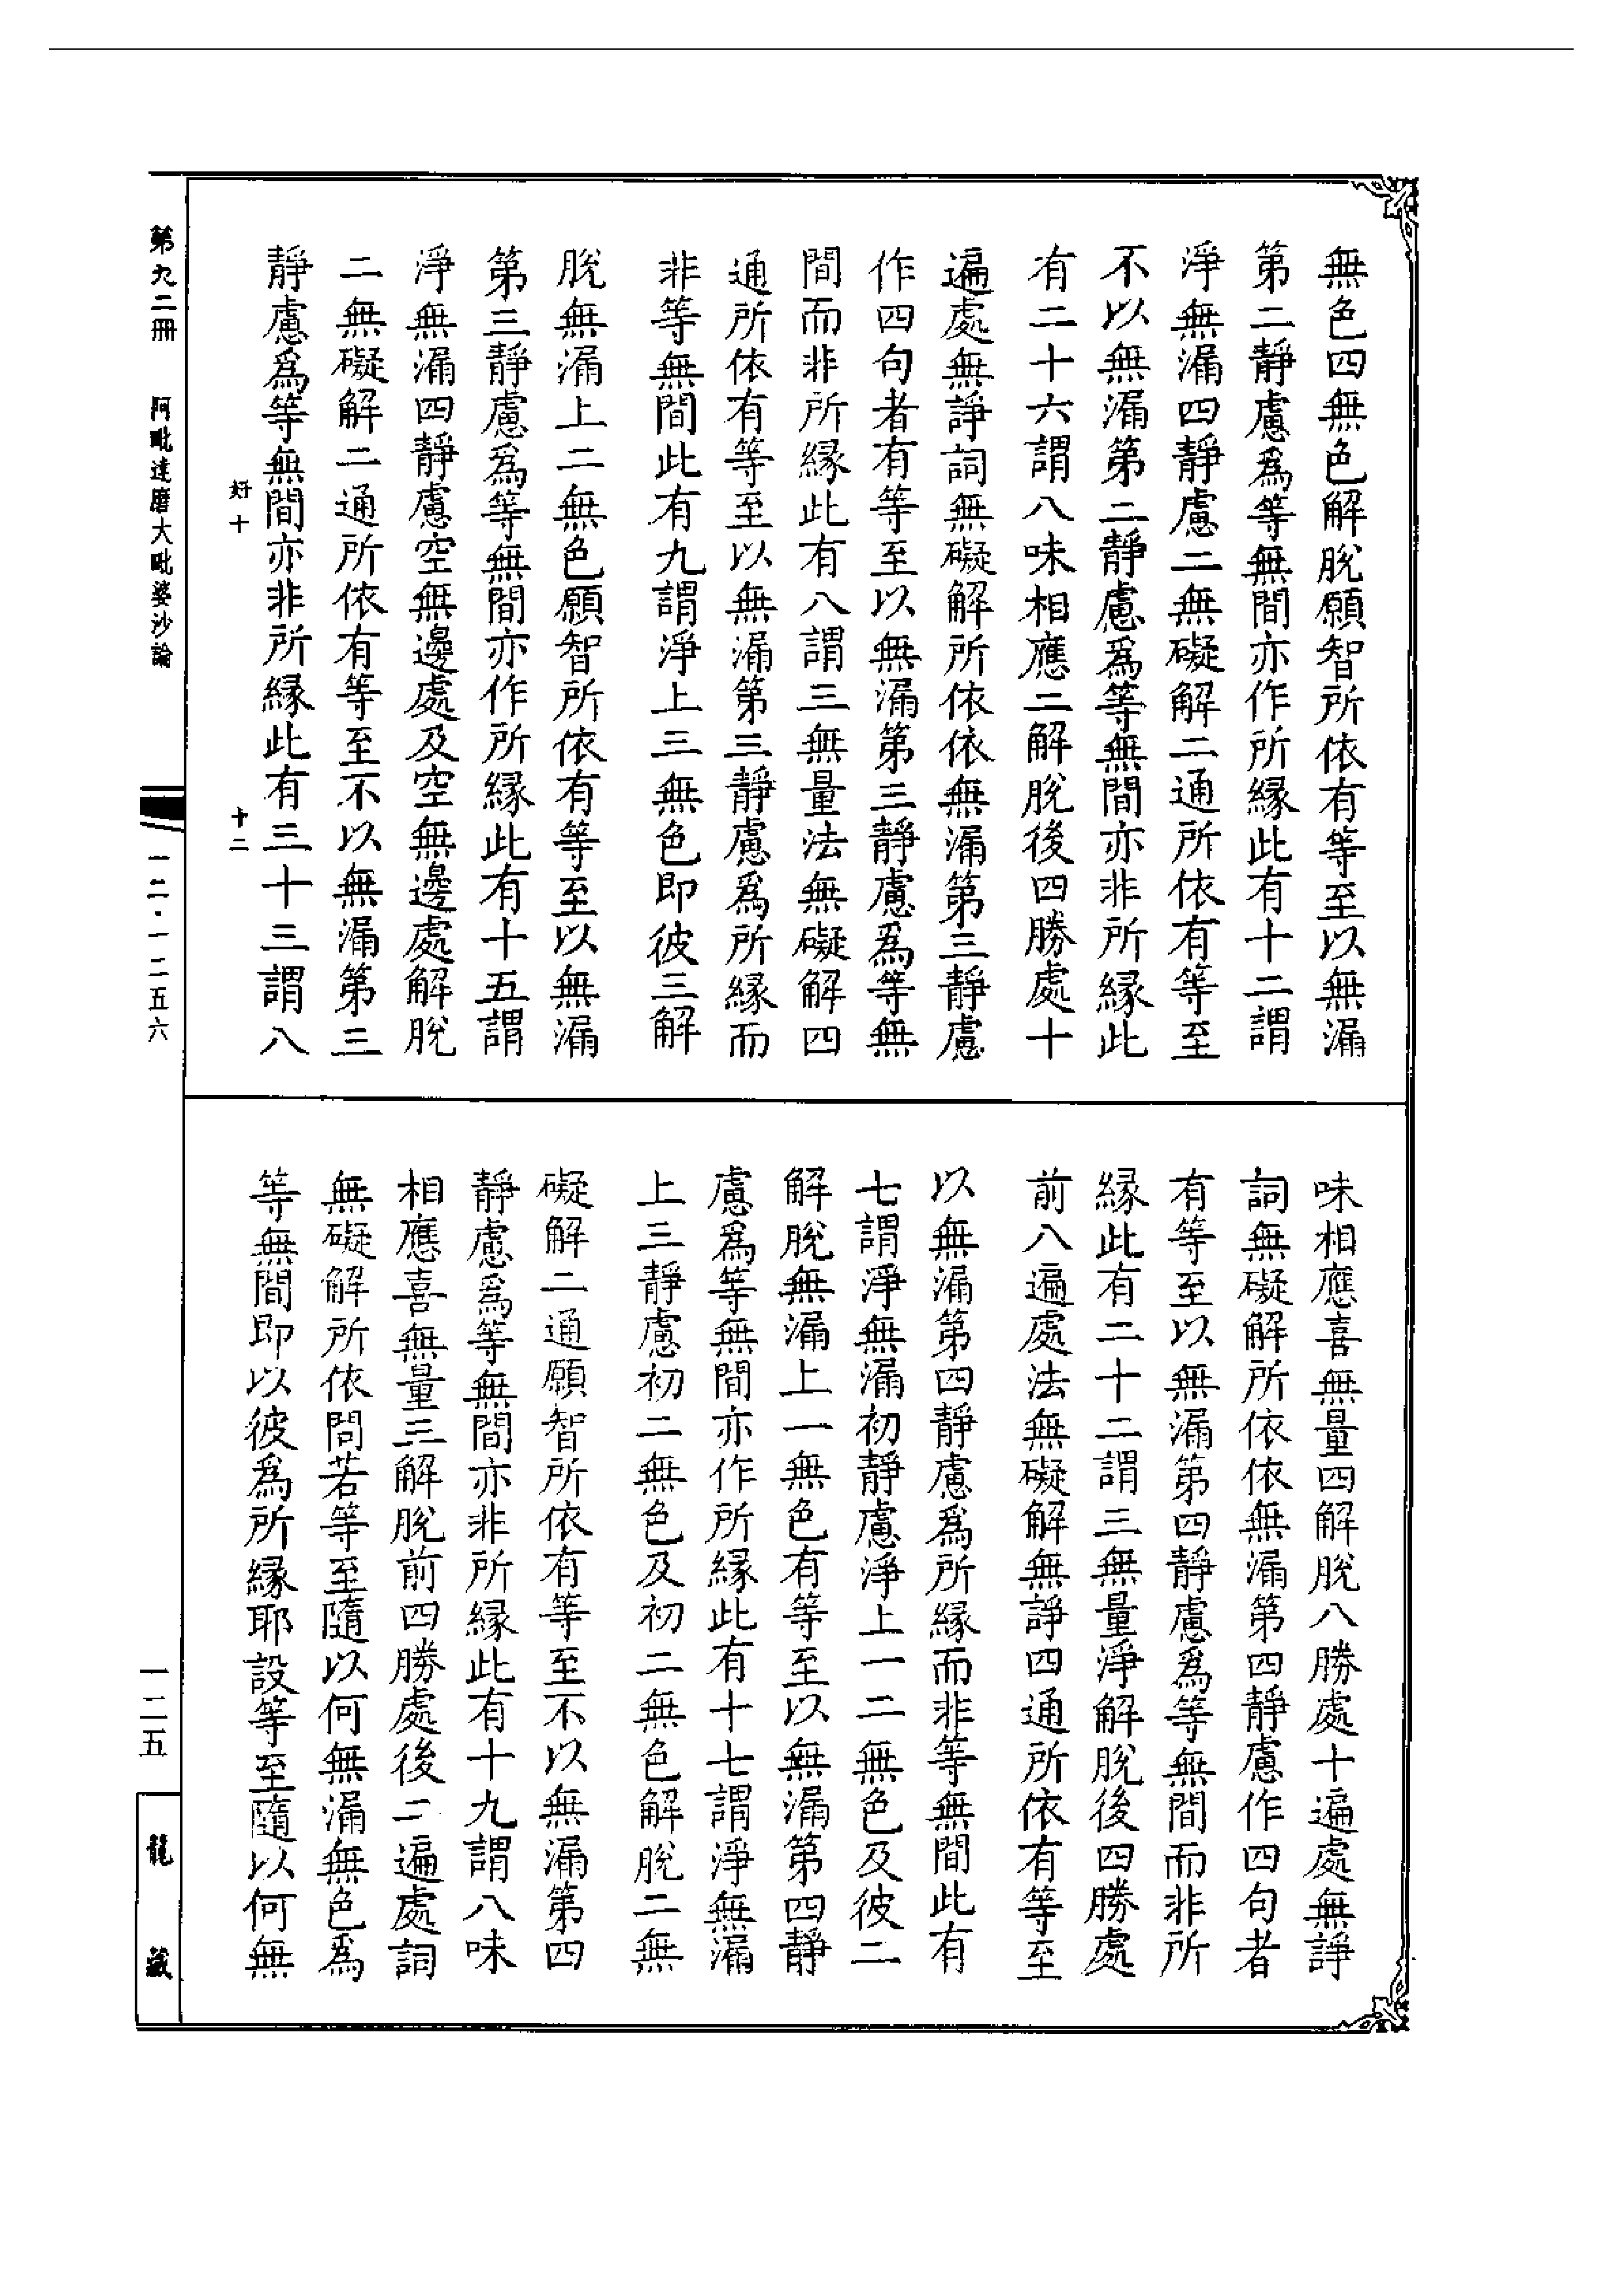 無色四無色解脫願智所依有等至以無漏
第二靜慮爲等無間亦作所縁此有十二謂
淨無漏四靜慮二無礙解二通所依有等至
不以無漏第二靜慮爲等無間亦非所縁此
有二十六謂八味相應二解脫後四勝處十
遍處無諍詞無礙解所依依無漏第三靜慮
作四句者有等至以無漏第三靜慮爲等無
間而非所縁此有八謂三無量法無礙解四
通所依有等至以無漏第三靜慮爲所縁而
非等無間此有九謂淨上三無色即彼三解
脫無漏上二無色願智所依有等至以無漏
第三靜慮爲等無間亦作所縁此有十五謂
淨無漏四靜慮空無邊處及空無邊處解脫
二無礙解二通所依有等至不以無漏第三
靜慮爲等無間亦非所縁此有三十三謂八
味相應喜無量四解脫八勝處十遍處無諍
詞無礙解所依依無漏第四靜慮作四句者
有等至以無漏第四靜慮爲等無間而非所
縁此有二十二謂三無量淨解脫後四勝處
前八遍處法無礙解無諍四通所依有等至
以無漏第四靜慮爲所縁而非等無間此有
七謂淨無漏初靜慮淨上一二無色及彼二
解脫無漏上一無色有等至以無漏第四靜
慮爲等無間亦作所縁此有十七謂淨無漏
上三靜慮初二無色及初二無色解脫二無
礙解二通願智所依有等至不以無漏第四
靜慮爲等無間亦非所縁此有十九謂八味
相應喜無量三解脫前四勝處後二遍處詞
無礙解所依問若等至隨以何無漏無色爲
等無間即以彼爲所縁耶設等至隨以何無
好十
十二
第九二冊
阿毗達磨大毗婆沙論
一二·一二五六
一二五
龍藏